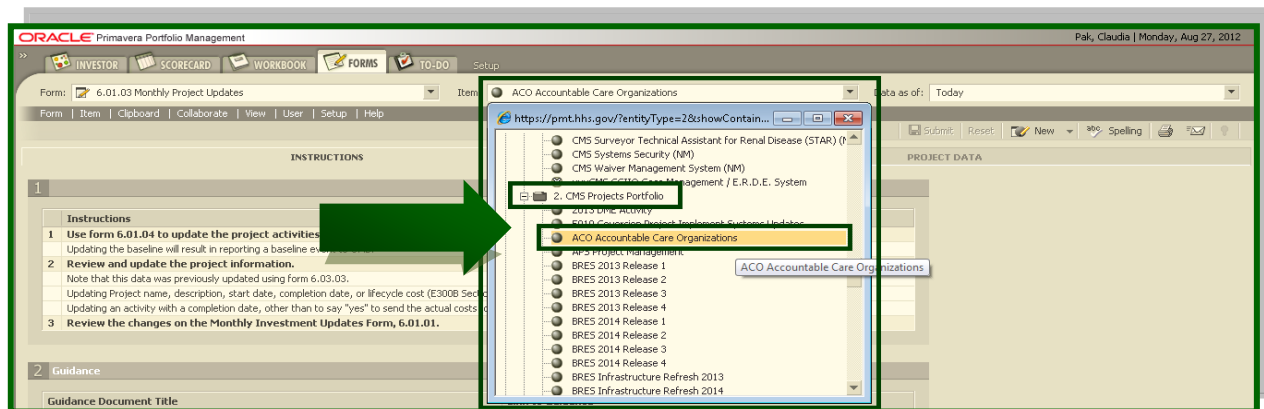 ORACLE Primavera Portfolio Management Pak, Claudia | Monday, Aug 27, 2012
» INVESTOR SCORECARD WORKBOOK FORMS TO-DO Setup
Form: 6.01.03 Monthly Project Updates Item ACO Accountable Care Organizations Data as of: Today
Form | Item | Clipboard | Collaborate | View | User | Setup | Help
https://pmt.hhs.gov/?entityType=2&showContain...
Submit Reset New Spelling
INSTRUCTIONS PROJECT DATA
CMS Surveyor Technical Assistant for Renal Disease (STAR) (
CMS Systems Security (NM)
CMS Waiver Management System (NM)
Management / E.R.D.E. System
2. CMS Projects Portfolio
2013 DME Activity
Project Implement Systems Updates
ACO Accountable Care Organizations
APS Project Management
ACO Accountable Care Organizations
BRES 2013 Release 1
BRES 2013 Release 2
BRES 2013 Release 3
BRES 2013 Release 4
BRES 2014 Release 1
BRES 2014 Release 2
BRES 2014 Release 3
BRES 2014 Release 4
BRES Infrastructure Refresh 2013
BRES Infrastructure Refresh 2014
1
Instructions
1 Use form 6.01.04 to update the project activities
Updating the baseline will result in reporting a baseline
2 Review and update the project information.
Note that this data was previously updated using form 6.03.03.
Updating Project name, description, start date, completion date, or lifecycle cost (E300B
Updating an activity with a completion date, other than to say "yes" to send the actual costs
3 Review the changes on the Monthly Investment Updates Form, 6.01.01.
2 Guidance
Guidance Document Title